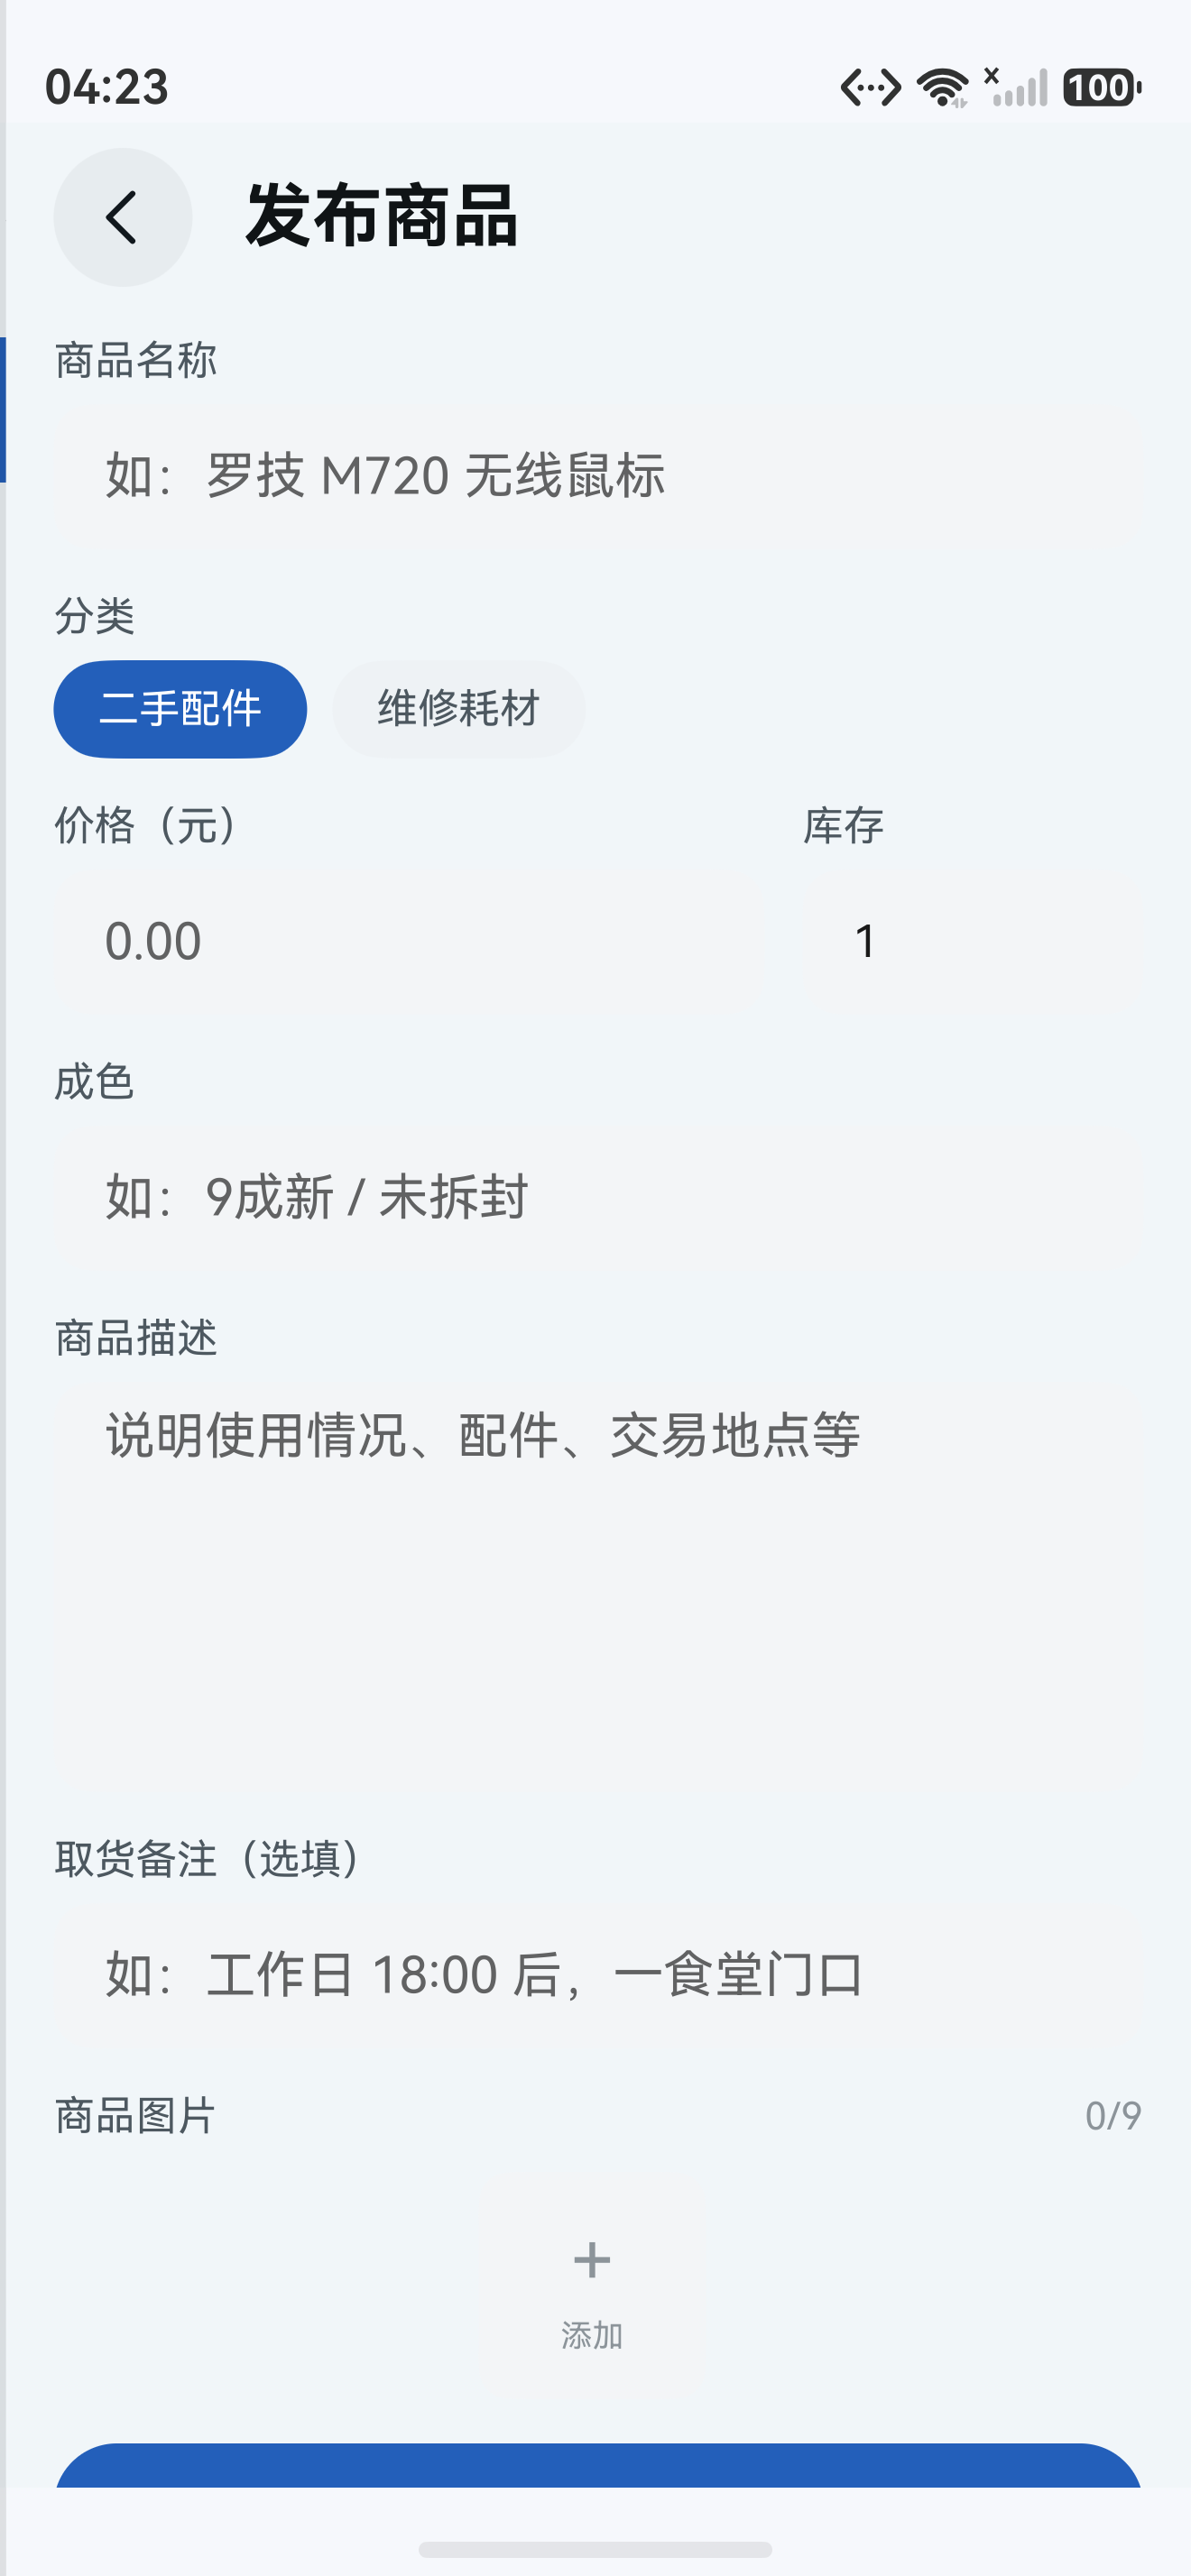 04:23
100
发布商品
商品名称
如：罗技 M720 无线鼠标
分类
二手配件 维修耗材
价格（元） 库存
0.00 1
成色
如：9成新 / 未拆封
商品描述
说明使用情况、配件、交易地点等
取货备注（选填）
如：工作日 18:00 后，一食堂门口
商品图片 0/9
+
添加